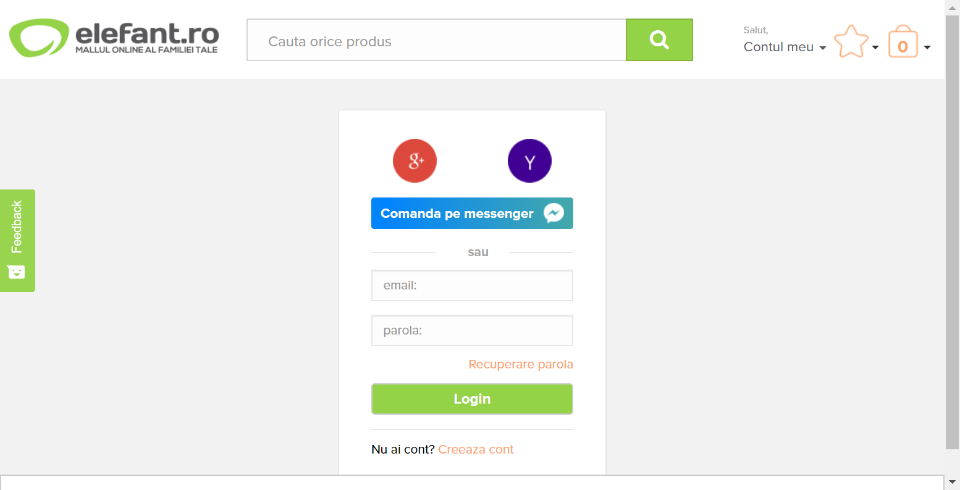 elefant.ro
MALLUL ONLINE AL FAMILIEI TALE
Cauta orice produs
Salut,
Contul meu
0
Feedback
g+
Y
Comanda pe messenger
sau
email:
parola:
Recuperare parola
Login
Nu ai cont? Creeaza cont